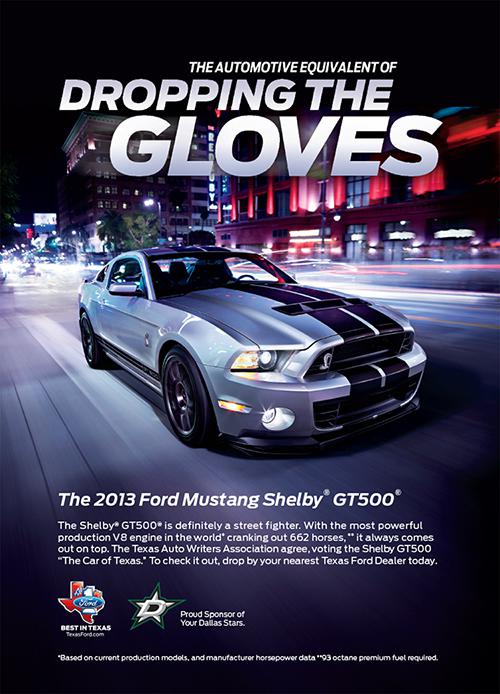 THE AUTOMOTIVE EQUIVALENT OF
DROPPING THE
GLOVES
The 2013 Ford Mustang Shelby® GT500®
The Shelby® GT500® is definitely a street fighter. With the most powerful
production V8 engine in the world* cranking out 662 horses,** it always comes
out on top. The Texas Auto Writers Association agree, voting the Shelby GT500
"The Car of Texas." To check it out, drop by your nearest Texas Ford Dealer today.
Ford
BEST IN TEXAS
TexasFord.com
D
Proud Sponsor of
Your Dallas Stars.
*Based on current production models, and manufacturer horsepower data **93 octane premium fuel required.